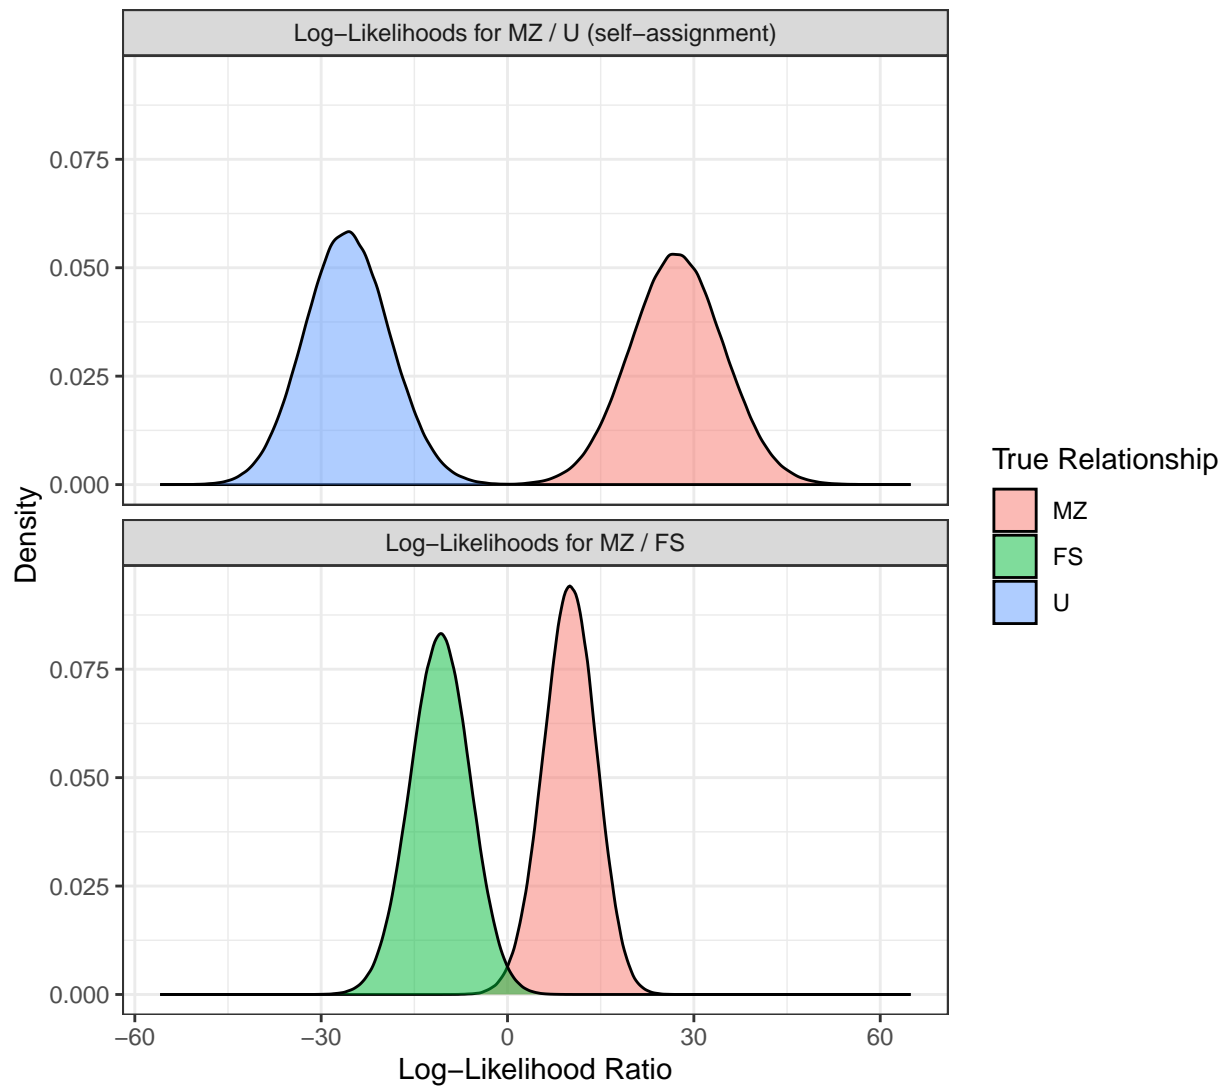 Log−Likelihoods for MZ / U (self−assignment)
0.075
0.050
0.025
0.000
Log−Likelihoods for MZ / FS
0.075
0.050
0.025
0.000
−60
−30
0
30
60
Log−Likelihood Ratio
Density
True Relationship
MZ
FS
U